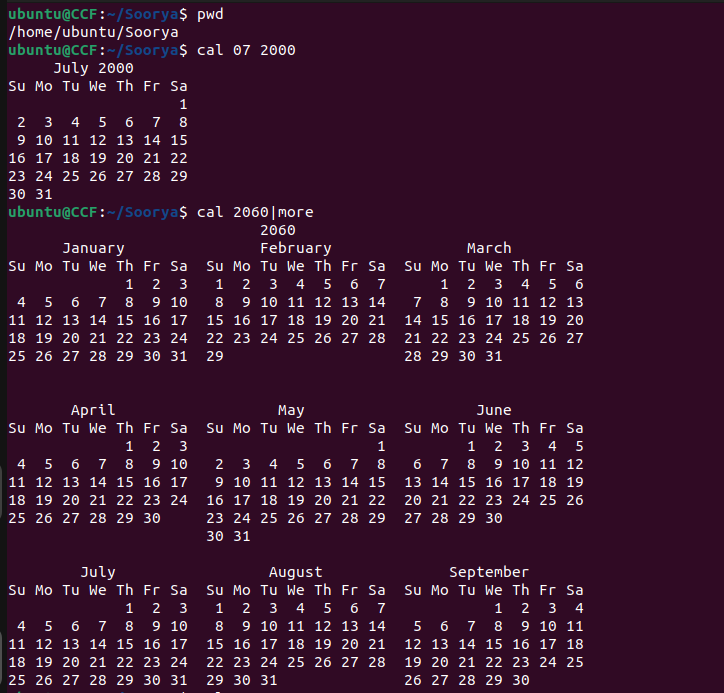 ubuntu@CCF:~/Soorya$ pwd
/home/ubuntu/Soorya
ubuntu@CCF:~/Soorya$ cal 07 2000
     July 2000
Su Mo Tu We Th Fr Sa
                   1
 2  3  4  5  6  7  8
 9 10 11 12 13 14 15
16 17 18 19 20 21 22
23 24 25 26 27 28 29
30 31
ubuntu@CCF:~/Soorya$ cal 2060|more
                            2060
      January               February               March
Su Mo Tu We Th Fr Sa  Su Mo Tu We Th Fr Sa  Su Mo Tu We Th Fr Sa
             1  2  3   1  2  3  4  5  6  7      1  2  3  4  5  6
 4  5  6  7  8  9 10   8  9 10 11 12 13 14   7  8  9 10 11 12 13
11 12 13 14 15 16 17  15 16 17 18 19 20 21  14 15 16 17 18 19 20
18 19 20 21 22 23 24  22 23 24 25 26 27 28  21 22 23 24 25 26 27
25 26 27 28 29 30 31  29                    28 29 30 31
       April                  May                   June
Su Mo Tu We Th Fr Sa  Su Mo Tu We Th Fr Sa  Su Mo Tu We Th Fr Sa
             1  2  3                     1         1  2  3  4  5
 4  5  6  7  8  9 10   2  3  4  5  6  7  8   6  7  8  9 10 11 12
11 12 13 14 15 16 17   9 10 11 12 13 14 15  13 14 15 16 17 18 19
18 19 20 21 22 23 24  16 17 18 19 20 21 22  20 21 22 23 24 25 26
25 26 27 28 29 30     23 24 25 26 27 28 29  27 28 29 30
                      30 31
        July                 August              September
Su Mo Tu We Th Fr Sa  Su Mo Tu We Th Fr Sa  Su Mo Tu We Th Fr Sa
             1  2  3   1  2  3  4  5  6  7            1  2  3  4
 4  5  6  7  8  9 10   8  9 10 11 12 13 14   5  6  7  8  9 10 11
11 12 13 14 15 16 17  15 16 17 18 19 20 21  12 13 14 15 16 17 18
18 19 20 21 22 23 24  22 23 24 25 26 27 28  19 20 21 22 23 24 25
25 26 27 28 29 30 31  29 30 31              26 27 28 29 30